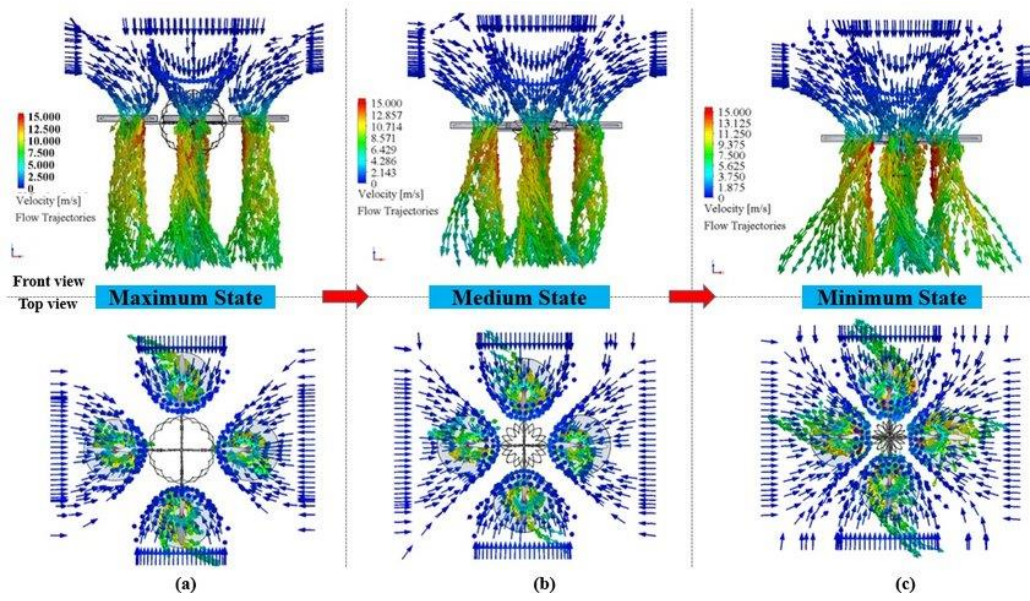 15.000
12.500
10.000
7.500
5.000
2.500
0
Velocity [m/s]
Flow Trajectories
15.000
12.857
10.714
8.571
6.429
4.286
2.143
0
Velocity [m/s]
Flow Trajectories
15.000
13.125
11.250
9.375
7.500
5.625
3.750
1.875
0
Velocity [m/s]
Flow Trajectories
Front view
Top view
Maximum State
Medium State
Minimum State
(a)
(b)
(c)